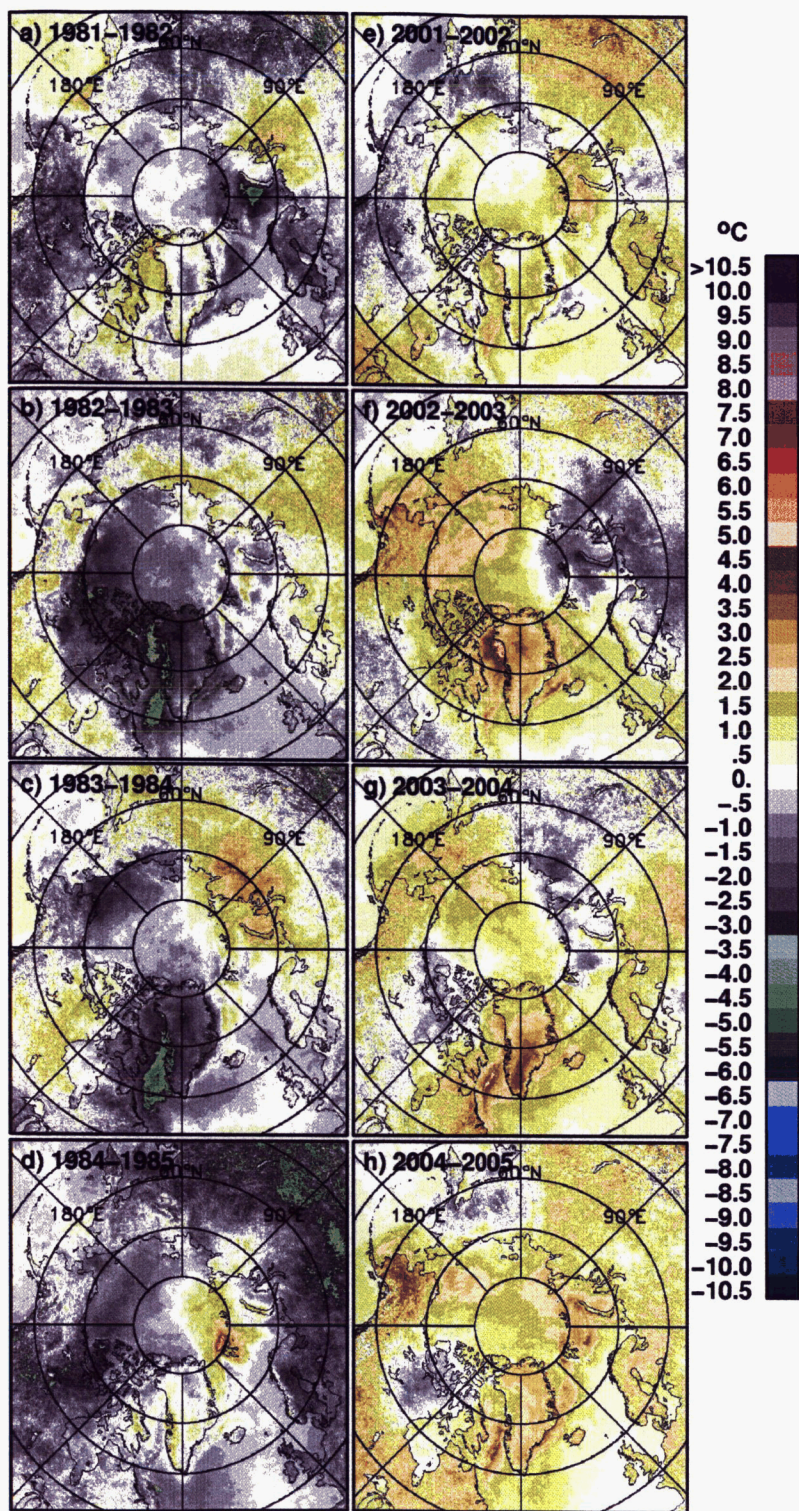 a) 1981–1982
60°N
180°E
90°E
e) 2001–2002
60°N
180°E
90°E
b) 1982–1983
60°N
180°E
90°E
f) 2002–2003
60°N
180°E
90°E
c) 1983–1984
60°N
180°E
90°E
g) 2003–2004
60°N
180°E
90°E
d) 1984–1985
60°N
180°E
90°E
h) 2004–2005
60°N
180°E
90°E
°C
>10.5
10.0
9.5
9.0
8.5
8.0
7.5
7.0
6.5
6.0
5.5
5.0
4.5
4.0
3.5
3.0
2.5
2.0
1.5
1.0
.5
0.
–.5
–1.0
–1.5
–2.0
–2.5
–3.0
–3.5
–4.0
–4.5
–5.0
–5.5
–6.0
–6.5
–7.0
–7.5
–8.0
–8.5
–9.0
–9.5
–10.0
–10.5